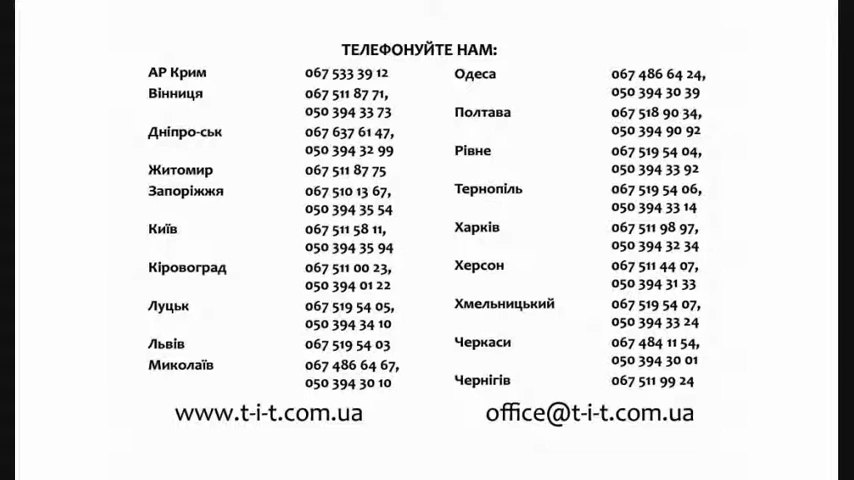 ТЕЛЕФОНУЙТЕ НАМ:
АР Крим 067 533 39 12
Вінниця 067 511 87 71,
050 394 33 73
Дніпро-ськ 067 637 61 47,
050 394 32 99
Житомир 067 511 87 75
Запоріжжя 067 510 13 67,
050 394 35 54
Київ 067 511 58 11,
050 394 35 94
Кіровоград 067 511 00 23,
050 394 01 22
Луцьк 067 519 54 05,
050 394 34 10
Львів 067 519 54 03
Миколаїв 067 486 64 67,
050 394 30 10
Одеса 067 486 64 24,
050 394 30 39
Полтава 067 518 90 34,
050 394 90 92
Рівне 067 519 54 04,
050 394 33 92
Тернопіль 067 519 54 06,
050 394 33 14
Харків 067 511 98 97,
050 394 32 34
Херсон 067 511 44 07,
050 394 31 33
Хмельницький 067 519 54 07,
050 394 33 24
Черкаси 067 484 11 54,
050 394 30 01
Чернігів 067 511 99 24
www.t-i-t.com.ua
office@t-i-t.com.ua